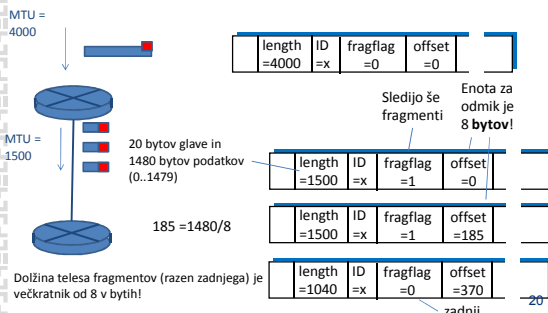 MTU =
4000
length ID fragflag offset
=4000 =x =0 =0
Sledijo še
fragmenti
Enota za
odmik je
8 bytov!
MTU =
1500
20 bytov glave in
1480 bytov podatkov
(0..1479)
length ID fragflag offset
=1500 =x =1 =0
185 =1480/8
length ID fragflag offset
=1500 =x =1 =185
Dolžina telesa fragmentov (razen zadnjega) je
večkratnik od 8 v bytih!
length ID fragflag offset
=1040 =x =0 =370
zadnji
20